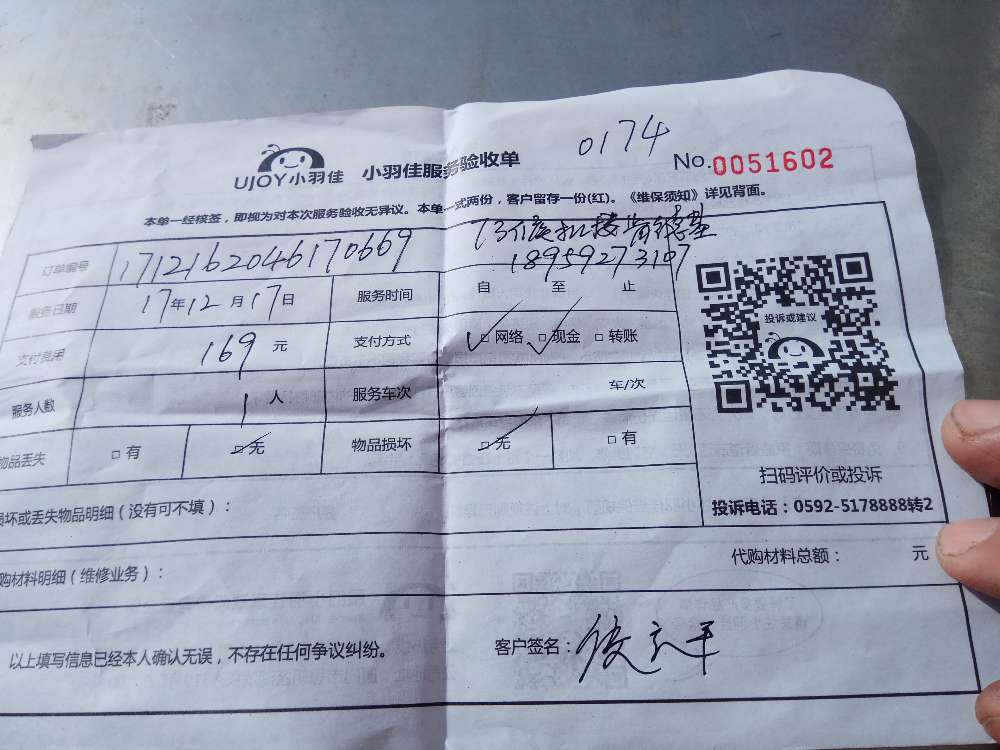 0174
UJOY小羽佳 小羽佳服务验收单 No.0051602
本单一经核签，即视为对本次服务验收无异议。本单一式两份，客户留存一份(红)。《维保须知》详见背面。
订单编号 1712162046170669
18959273107
服务日期 17年12月17日 服务时间 自 至 止
支付费用 169 元 支付方式 □网络 □现金 □转账
服务人数 1 人 服务车次 车/次
物品丢失 □有 □无 物品损坏 □无 □有
投诉或建议
扫码评价或投诉
投诉电话：0592-5178888转2
损坏或丢失物品明细（没有可不填）：
代购材料总额： 元
购材料明细（维修业务）：
以上填写信息已经本人确认无误，不存在任何争议纠纷。
客户签名：